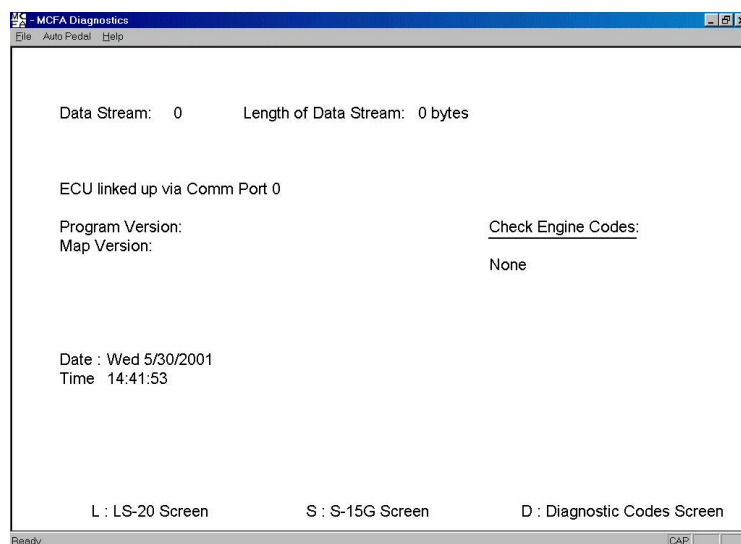 MCFA - MCFA Diagnostics
File Auto Pedal Help
Data Stream: 0 Length of Data Stream: 0 bytes
ECU linked up via Comm Port 0
Program Version:
Map Version:
Check Engine Codes:
None
Date : Wed 5/30/2001
Time 14:41:53
L : LS-20 Screen S : S-15G Screen D : Diagnostic Codes Screen
Ready CAP